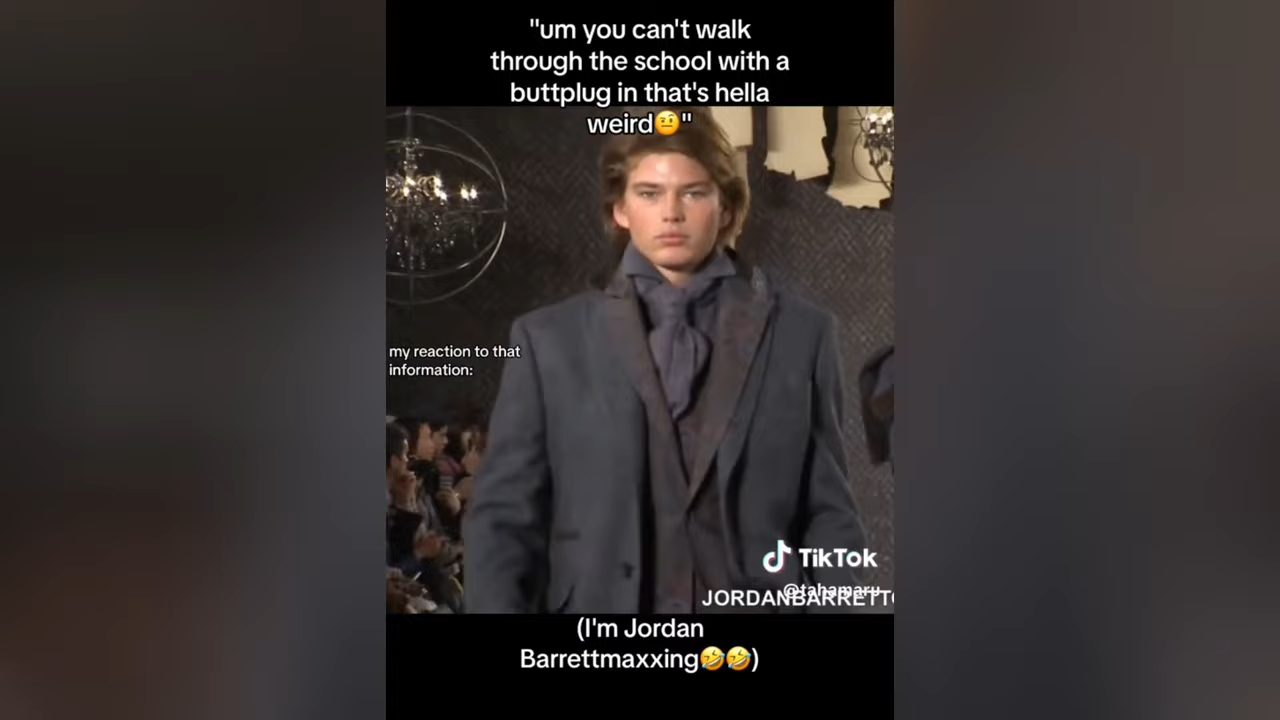 "um you can't walk
through the school with a
buttplug in that's hella
weird🤨"
my reaction to that
information:
TikTok
@tahamaru
JORDANBARRETT
(I'm Jordan
Barrettmaxxing🤣🤣)